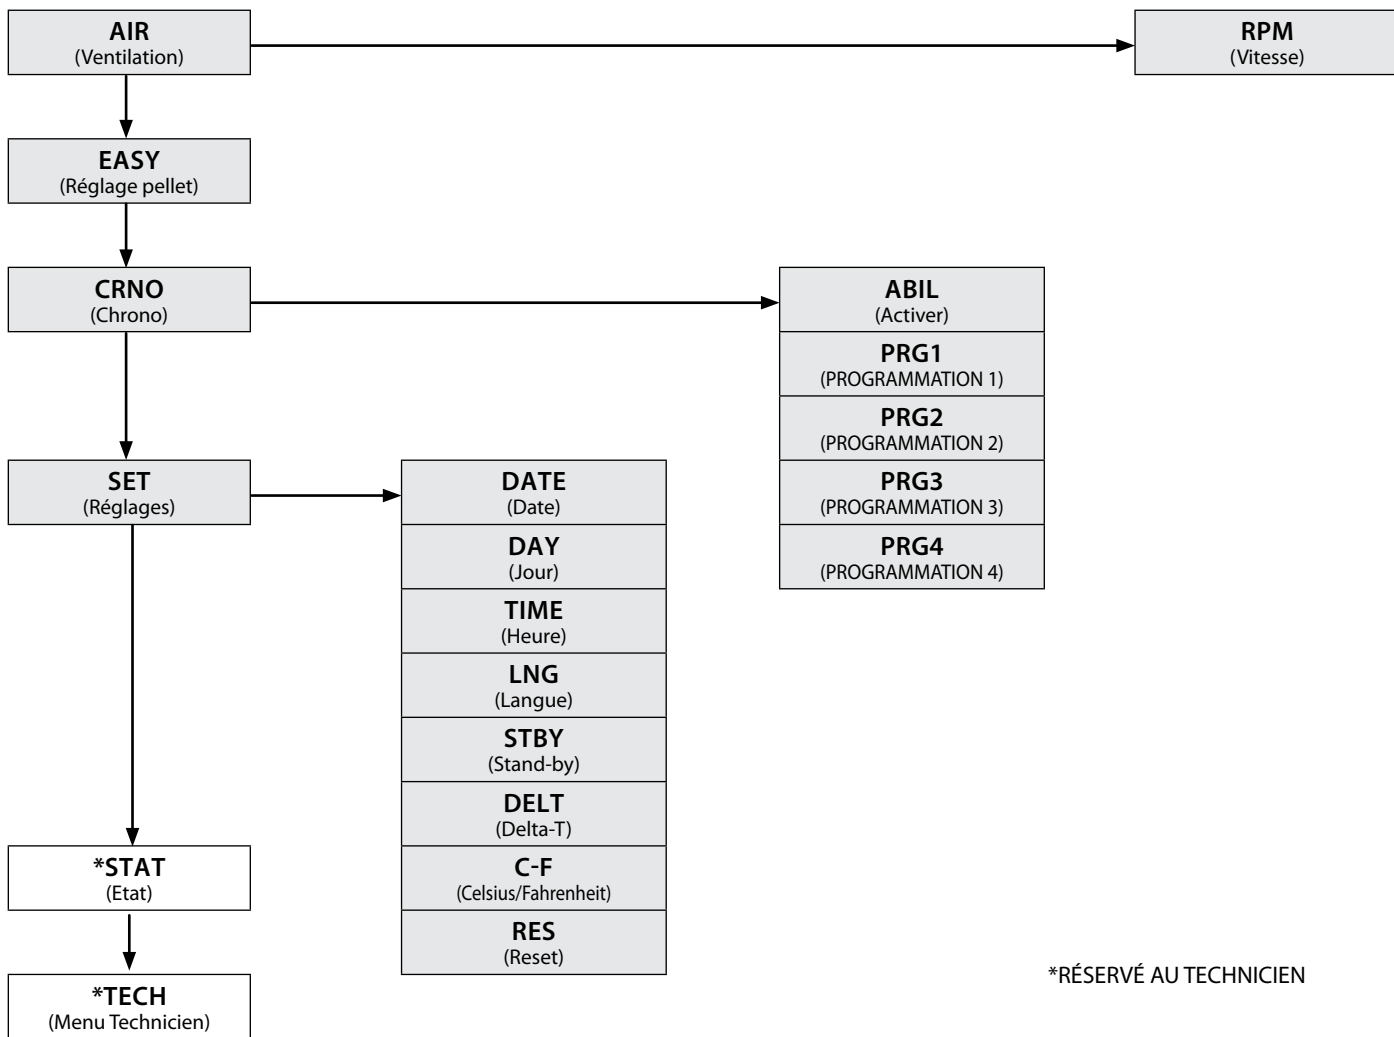 AIR
(Ventilation)
RPM
(Vitesse)
EASY
(Réglage pellet)
CRNO
(Chrono)
ABIL
(Activer)
PRG1
(PROGRAMMATION 1)
PRG2
(PROGRAMMATION 2)
PRG3
(PROGRAMMATION 3)
PRG4
(PROGRAMMATION 4)
SET
(Réglages)
DATE
(Date)
DAY
(Jour)
TIME
(Heure)
LNG
(Langue)
STBY
(Stand-by)
DELT
(Delta-T)
C-F
(Celsius/Fahrenheit)
RES
(Reset)
*STAT
(Etat)
*TECH
(Menu Technicien)
*RÉSERVÉ AU TECHNICIEN